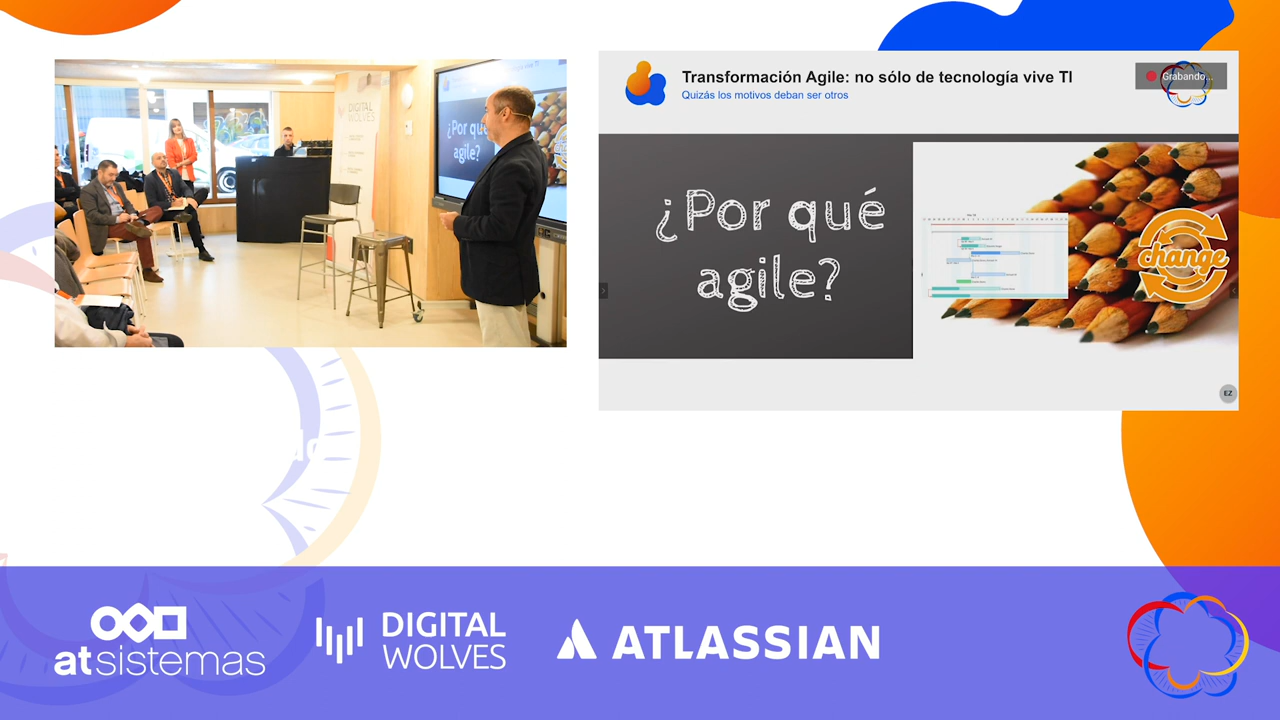 DIGITAL
WOLVES
¿Por qué
agile?
Transformación Agile: no sólo de tecnología vive TI
Quizás los motivos deban ser otros
Grabando...
¿Por qué
agile?
change
EZ
atsistemas
DIGITAL
WOLVES
ATLASSIAN